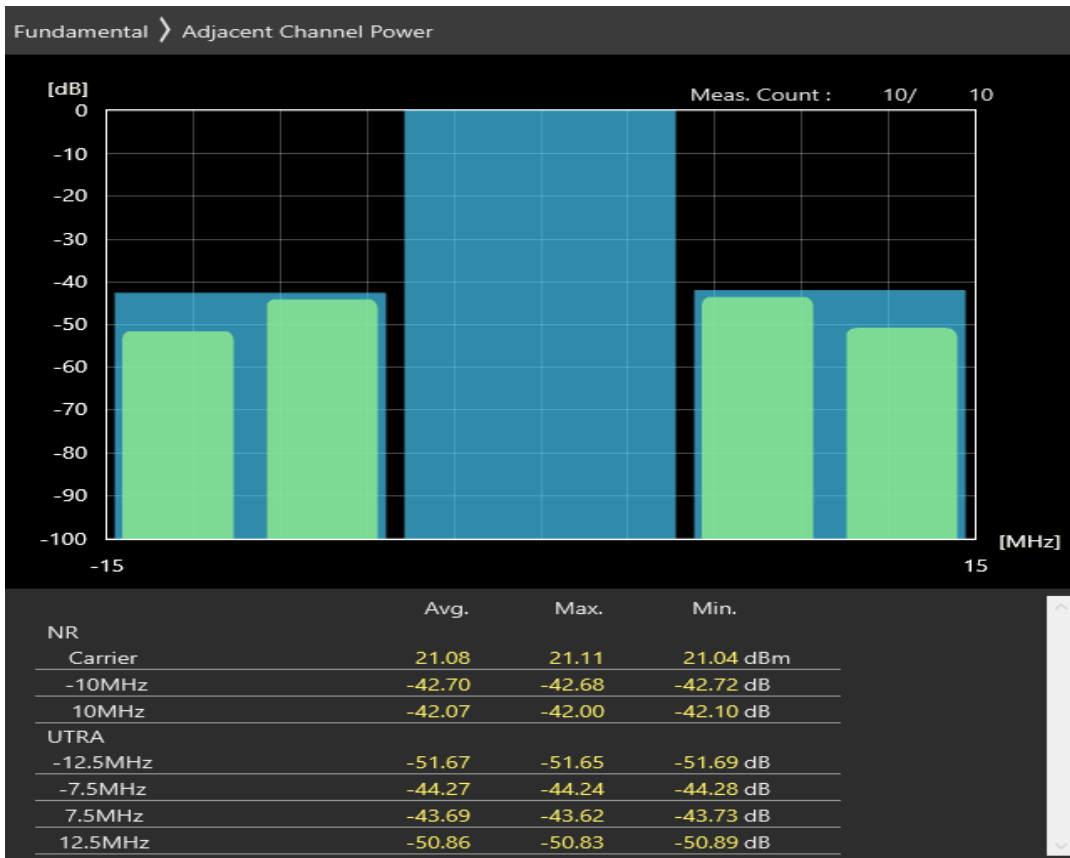 Fundamental 〉 Adjacent Channel Power
[dB]
Meas. Count : 10/ 10
0
-10
-20
-30
-40
-50
-60
-70
-80
-90
-100
[MHz]
-15 15
Avg. Max. Min.
NR
Carrier 21.08 21.11 21.04 dBm
-10MHz -42.70 -42.68 -42.72 dB
10MHz -42.07 -42.00 -42.10 dB
UTRA
-12.5MHz -51.67 -51.65 -51.69 dB
-7.5MHz -44.27 -44.24 -44.28 dB
7.5MHz -43.69 -43.62 -43.73 dB
12.5MHz -50.86 -50.83 -50.89 dB